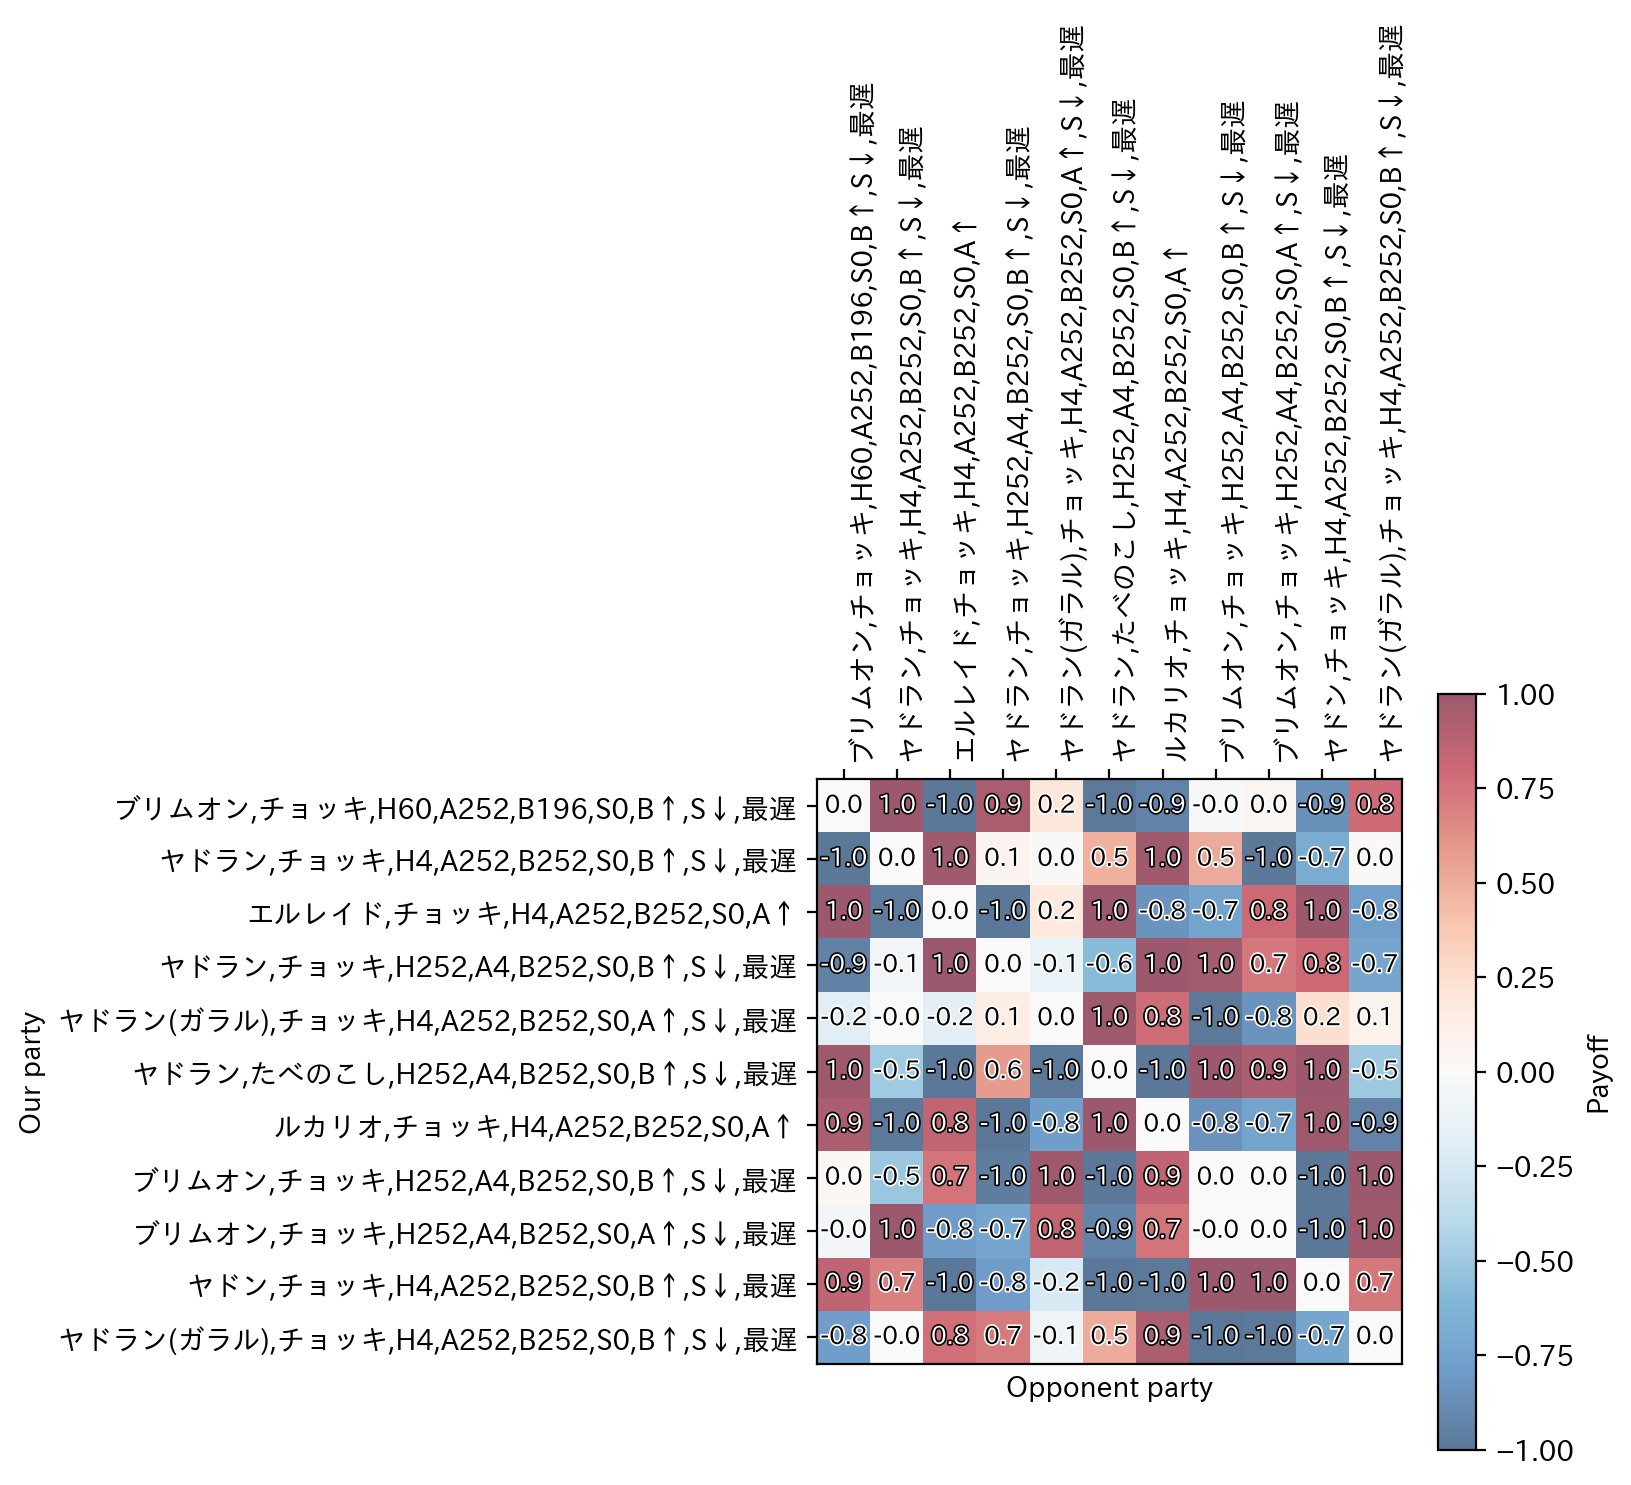 ブリムオン,チョッキ,H60,A252,B196,S0,B↑,S↓,最遅
ヤドラン,チョッキ,H4,A252,B252,S0,B↑,S↓,最遅
エルレイド,チョッキ,H4,A252,B252,S0,A↑
ヤドラン,チョッキ,H252,A4,B252,S0,B↑,S↓,最遅
ヤドラン(ガラル),チョッキ,H4,A252,B252,S0,A↑,S↓,最遅
ヤドラン,たべのこし,H252,A4,B252,S0,B↑,S↓,最遅
ルカリオ,チョッキ,H4,A252,B252,S0,A↑
ブリムオン,チョッキ,H252,A4,B252,S0,B↑,S↓,最遅
ブリムオン,チョッキ,H252,A4,B252,S0,A↑,S↓,最遅
ヤドン,チョッキ,H4,A252,B252,S0,B↑,S↓,最遅
ヤドラン(ガラル),チョッキ,H4,A252,B252,S0,B↑,S↓,最遅
ブリムオン,チョッキ,H60,A252,B196,S0,B↑,S↓,最遅 0.0 1.0 -1.0 0.9 0.2 -1.0 -0.9 -0.0 0.0 -0.9 0.8
ヤドラン,チョッキ,H4,A252,B252,S0,B↑,S↓,最遅 -1.0 0.0 1.0 0.1 0.0 0.5 1.0 0.5 -1.0 -0.7 0.0
エルレイド,チョッキ,H4,A252,B252,S0,A↑ 1.0 -1.0 0.0 -1.0 0.2 1.0 -0.8 -0.7 0.8 1.0 -0.8
ヤドラン,チョッキ,H252,A4,B252,S0,B↑,S↓,最遅 -0.9 -0.1 1.0 0.0 -0.1 -0.6 1.0 1.0 0.7 0.8 -0.7
ヤドラン(ガラル),チョッキ,H4,A252,B252,S0,A↑,S↓,最遅 -0.2 -0.0 -0.2 0.1 0.0 1.0 0.8 -1.0 -0.8 0.2 0.1
ヤドラン,たべのこし,H252,A4,B252,S0,B↑,S↓,最遅 1.0 -0.5 -1.0 0.6 -1.0 0.0 -1.0 1.0 0.9 1.0 -0.5
ルカリオ,チョッキ,H4,A252,B252,S0,A↑ 0.9 -1.0 0.8 -1.0 -0.8 1.0 0.0 -0.8 -0.7 1.0 -0.9
ブリムオン,チョッキ,H252,A4,B252,S0,B↑,S↓,最遅 0.0 -0.5 0.7 -1.0 1.0 -1.0 0.9 0.0 0.0 -1.0 1.0
ブリムオン,チョッキ,H252,A4,B252,S0,A↑,S↓,最遅 -0.0 1.0 -0.8 -0.7 0.8 -0.9 0.7 -0.0 0.0 -1.0 1.0
ヤドン,チョッキ,H4,A252,B252,S0,B↑,S↓,最遅 0.9 0.7 -1.0 -0.8 -0.2 -1.0 -1.0 1.0 1.0 0.0 0.7
ヤドラン(ガラル),チョッキ,H4,A252,B252,S0,B↑,S↓,最遅 -0.8 -0.0 0.8 0.7 -0.1 0.5 0.9 -1.0 -1.0 -0.7 0.0
Our party
Opponent party
1.00
0.75
0.50
0.25
0.00
−0.25
−0.50
−0.75
−1.00
Payoff